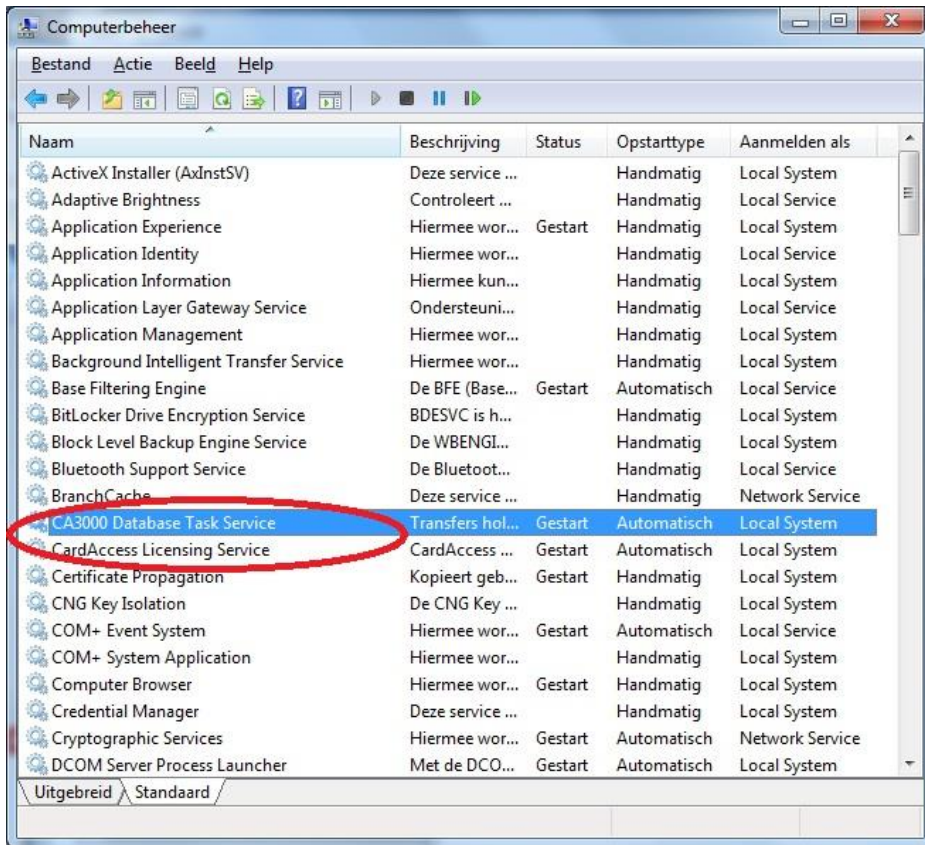 Computerbeheer
Bestand Actie Beeld Help
Naam Beschrijving Status Opstarttype Aanmelden als
ActiveX Installer (AxInstSV) Deze service ... Handmatig Local System
Adaptive Brightness Controleert ... Handmatig Local Service
Application Experience Hiermee wor... Gestart Handmatig Local System
Application Identity Hiermee wor... Handmatig Local Service
Application Information Hiermee kun... Handmatig Local System
Application Layer Gateway Service Ondersteuni... Handmatig Local Service
Application Management Hiermee wor... Handmatig Local System
Background Intelligent Transfer Service Hiermee wor... Handmatig Local System
Base Filtering Engine De BFE (Base... Gestart Automatisch Local Service
BitLocker Drive Encryption Service BDESVC is h... Handmatig Local System
Block Level Backup Engine Service De WBENGI... Handmatig Local System
Bluetooth Support Service De Bluetoot... Handmatig Local Service
BranchCache Deze service ... Handmatig Network Service
CA3000 Database Task Service Transfers hol... Gestart Automatisch Local System
CardAccess Licensing Service CardAccess ... Gestart Automatisch Local System
Certificate Propagation Kopieert geb... Gestart Handmatig Local System
CNG Key Isolation De CNG Key ... Handmatig Local System
COM+ Event System Hiermee wor... Gestart Automatisch Local Service
COM+ System Application Hiermee wor... Handmatig Local System
Computer Browser Hiermee wor... Gestart Handmatig Local System
Credential Manager Deze service ... Handmatig Local System
Cryptographic Services Hiermee wor... Gestart Automatisch Network Service
DCOM Server Process Launcher Met de DCO... Gestart Automatisch Local System
Uitgebreid Standaard